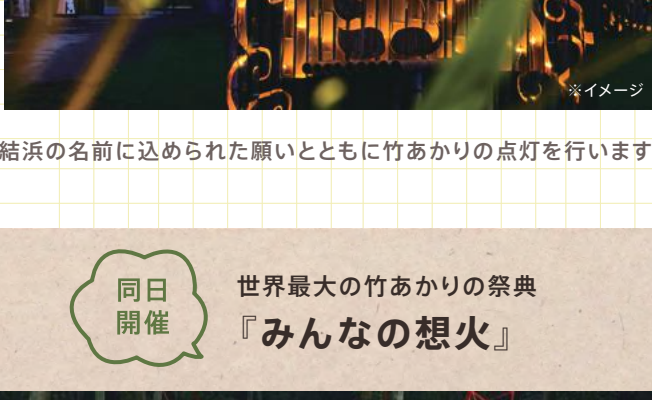 ※イメージ
結浜の名前に込められた願いとともに竹あかりの点灯を行います
同日
開催
世界最大の竹あかりの祭典
『みんなの想火』